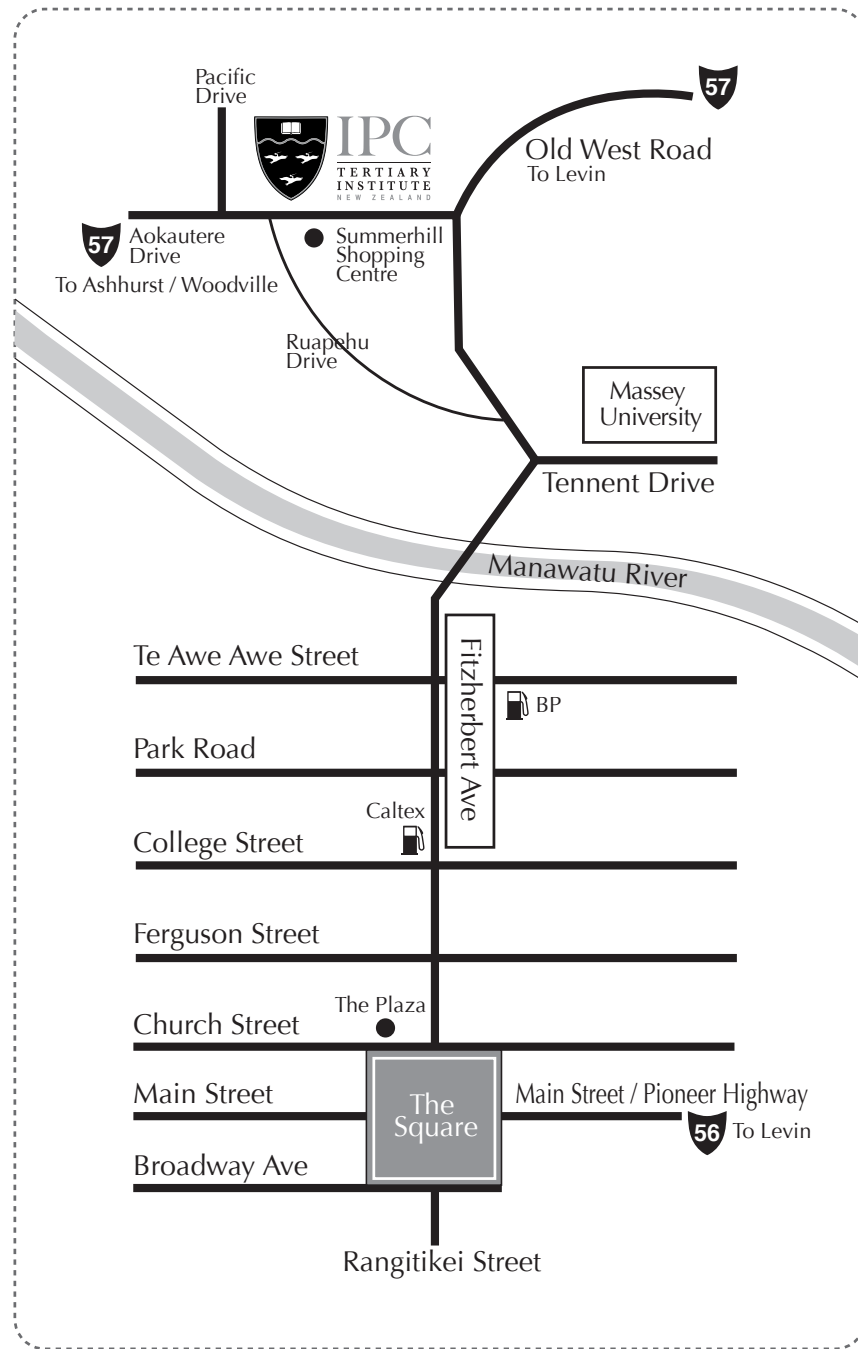 Pacific
Drive
57
IPC
TERTIARY
INSTITUTE
NEW ZEALAND
Old West Road
To Levin
57
Aokautere
Drive
To Ashhurst / Woodville
Summerhill
Shopping
Centre
Ruapehu
Drive
Massey
University
Tennent Drive
Manawatu River
Te Awe Awe Street
Fitzherbert Ave
BP
Park Road
Caltex
College Street
Ferguson Street
The Plaza
Church Street
Main Street
The
Square
Main Street / Pioneer Highway
56
To Levin
Broadway Ave
Rangitikei Street